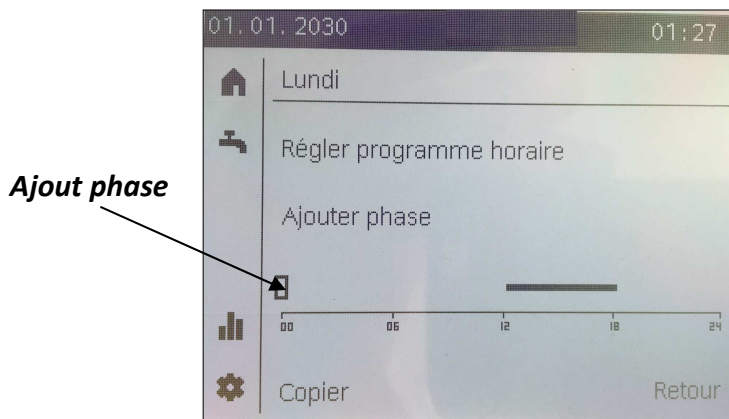 01. 01. 2030 01:27
Lundi
Régler programme horaire
Ajout phase
Ajouter phase
00 06 12 18 24
Copier Retour